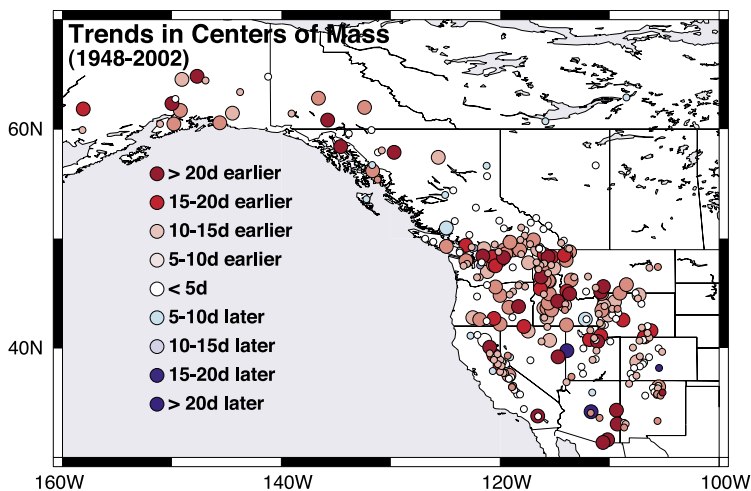 Trends in Centers of Mass
(1948-2002)
60N
> 20d earlier
15-20d earlier
10-15d earlier
5-10d earlier
< 5d
5-10d later
10-15d later
15-20d later
> 20d later
40N
160W 140W 120W 100W